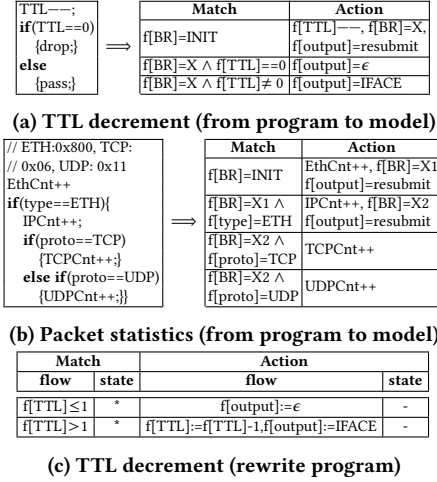 TTL−−;
if(TTL==0)
{drop;}
else
{pass;}
⟹
Match Action
f[BR]=INIT f[TTL]−−, f[BR]=X,
f[output]=resubmit
f[BR]=X ∧ f[TTL]==0 f[output]=ϵ
f[BR]=X ∧ f[TTL]≠ 0 f[output]=IFACE
(a) TTL decrement (from program to model)
// ETH:0x800, TCP:
// 0x06, UDP: 0x11
EthCnt++
if(type==ETH){
IPCnt++;
if(proto==TCP)
{TCPCnt++;}
else if(proto==UDP)
{UDPCnt++;}}
⟹
Match Action
f[BR]=INIT EthCnt++, f[BR]=X1
f[output]=resubmit
f[BR]=X1 ∧ IPCnt++, f[BR]=X2
f[type]=ETH f[output]=resubmit
f[BR]=X2 ∧
f[proto]=TCP TCPCnt++
f[BR]=X2 ∧
f[proto]=UDP UDPCnt++
(b) Packet statistics (from program to model)
Match Action
flow state flow state
f[TTL]≤1 * f[output]:=ϵ -
f[TTL]>1 * f[TTL]:=f[TTL]-1,f[output]:=IFACE -
(c) TTL decrement (rewrite program)